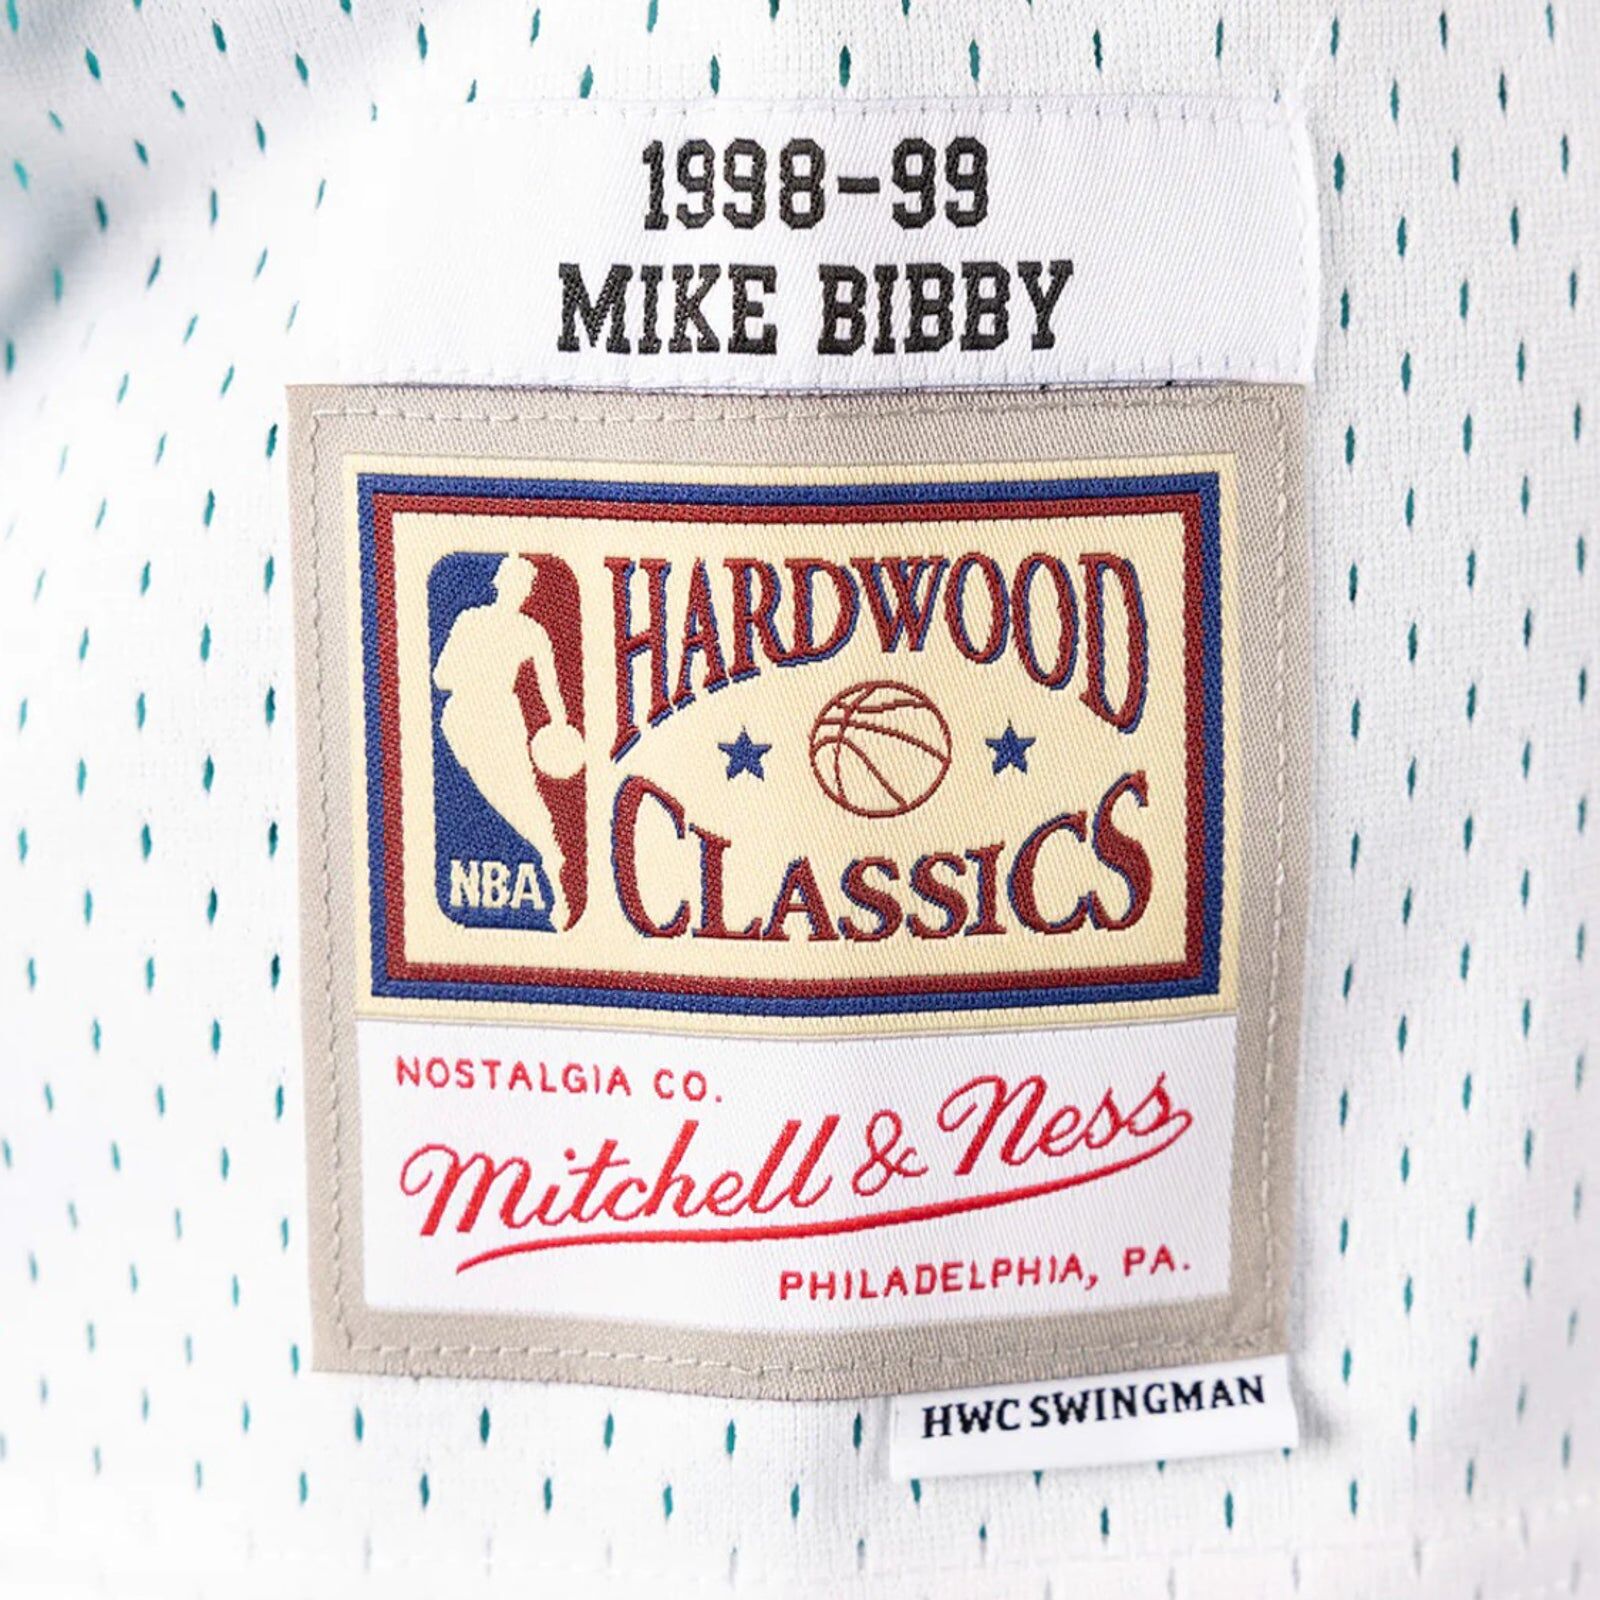 1998-99
MIKE BIBBY
HARDWOOD
CLASSICS
NBA
NOSTALGIA CO.
Mitchell & Ness
PHILADELPHIA, PA.
HWC SWINGMAN